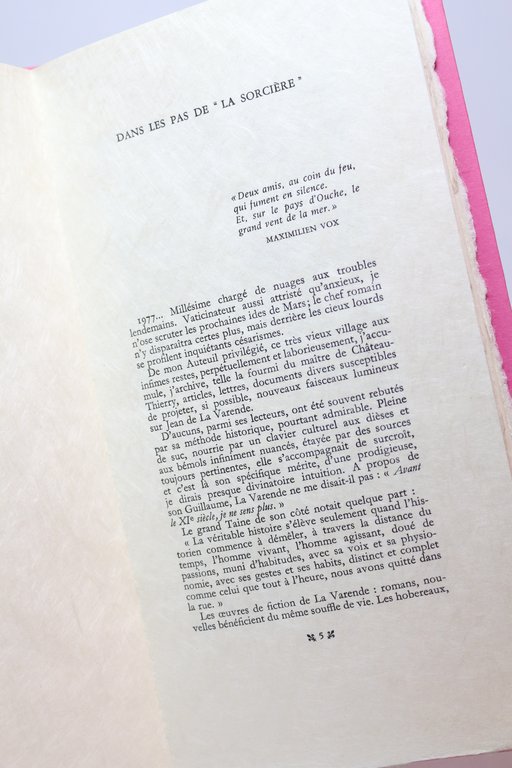 DANS LES PAS DE " LA SORCIÈRE "
« Deux amis, au coin du feu,
qui fument en silence.
Et, sur le pays d'Ouche, le
grand vent de la mer. »
MAXIMILIEN VOX
1977... Millésime chargé de nuages aux troubles
lendemains. Vaticinateur aussi attristé qu'anxieux, je
n'ose scruter les prochaines ides de Mars ; le chef romain
n'y disparaîtra certes plus, mais derrière les cieux lourds
se profilent inquiétants césarismes.
De mon Auteuil privilégié, ce très vieux village aux
infimes restes, perpétuellement et laborieusement, j'accu-
mule, j'archive, telle la fourmi du maître de Château-
Thierry, articles, lettres, documents divers susceptibles
de projeter, si possible, nouveaux faisceaux lumineux
sur Jean de La Varende.
D'aucuns, parmi ses lecteurs, ont été souvent rebutés
par sa méthode historique, pourtant admirable. Pleine
de suc, nourrie par un clavier culturel aux dièses et
aux bémols infiniment nuancés, étayée par des sources
toujours pertinentes, elle s'accompagnait de surcroît,
et c'est là son spécifique mérite, d'une prodigieuse,
je dirais presque divinatoire intuition. A propos de
son Guillaume, La Varende ne me disait-il pas : « Avant
le XIe siècle, je ne sens plus. »
Le grand Taine de son côté notait quelque part :
« La véritable histoire s'élève seulement quand l'his-
torien commence à démêler, à travers la distance du
temps, l'homme vivant, l'homme agissant, doué de
passions, muni d'habitudes, avec sa voix et sa physio-
nomie, avec ses gestes et ses habits, distinct et complet
comme celui que tout à l'heure, nous avons quitté dans
la rue. »
Les œuvres de fiction de La Varende : romans, nou-
velles bénéficient du même souffle de vie. Les hobereaux,
5